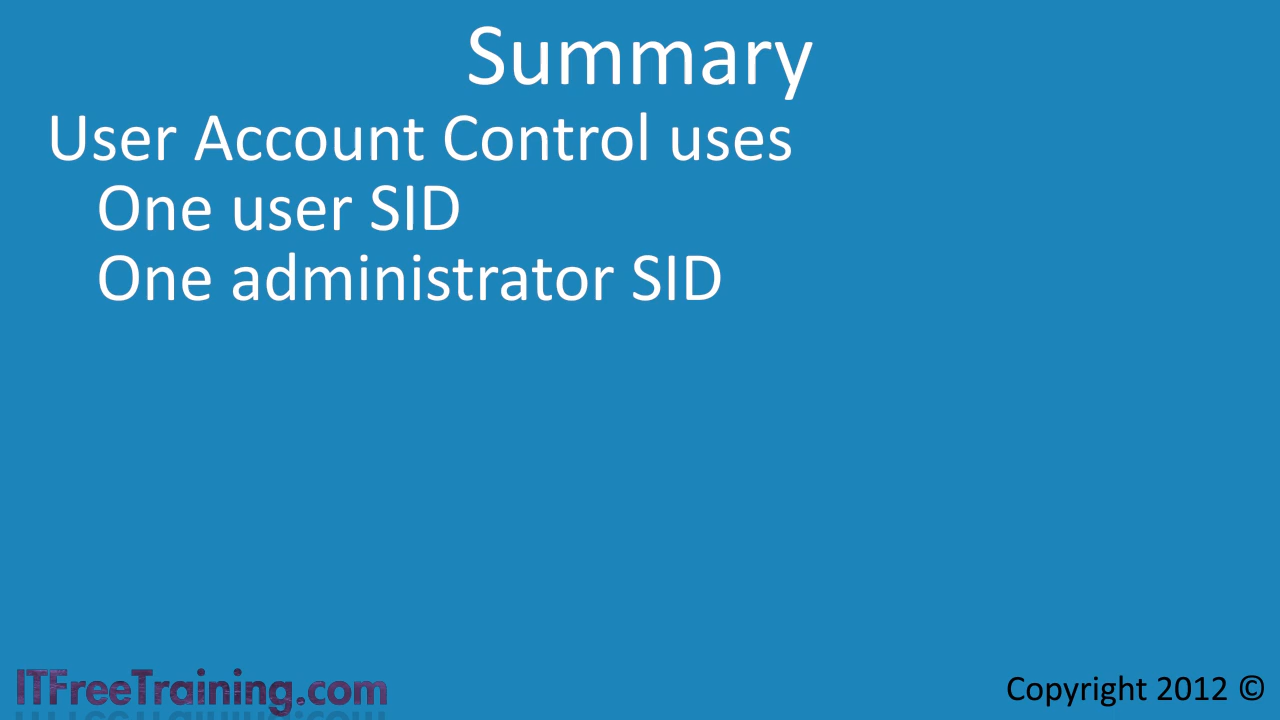 Summary
User Account Control uses
One user SID
One administrator SID
ITFreeTraining.com
Copyright 2012 ©